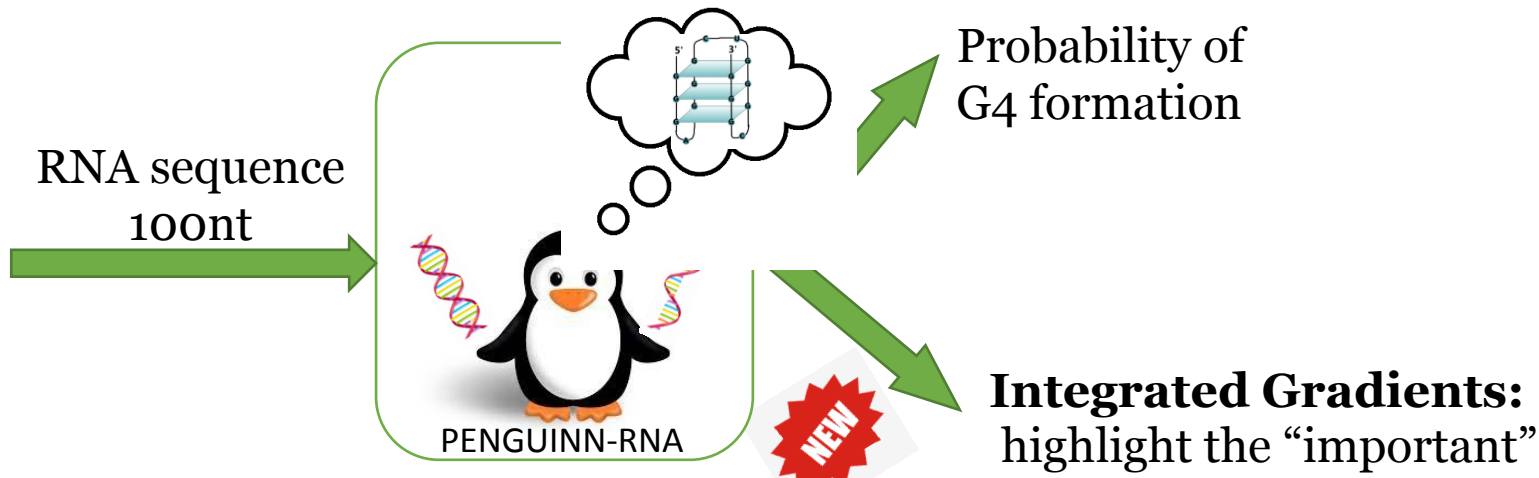 RNA sequence
100nt
5'
3'
C
U
G
G
G
G
G
G
A
C
PENGUINN-RNA
NEW
Probability of
G4 formation
Integrated Gradients:
highlight the “important”